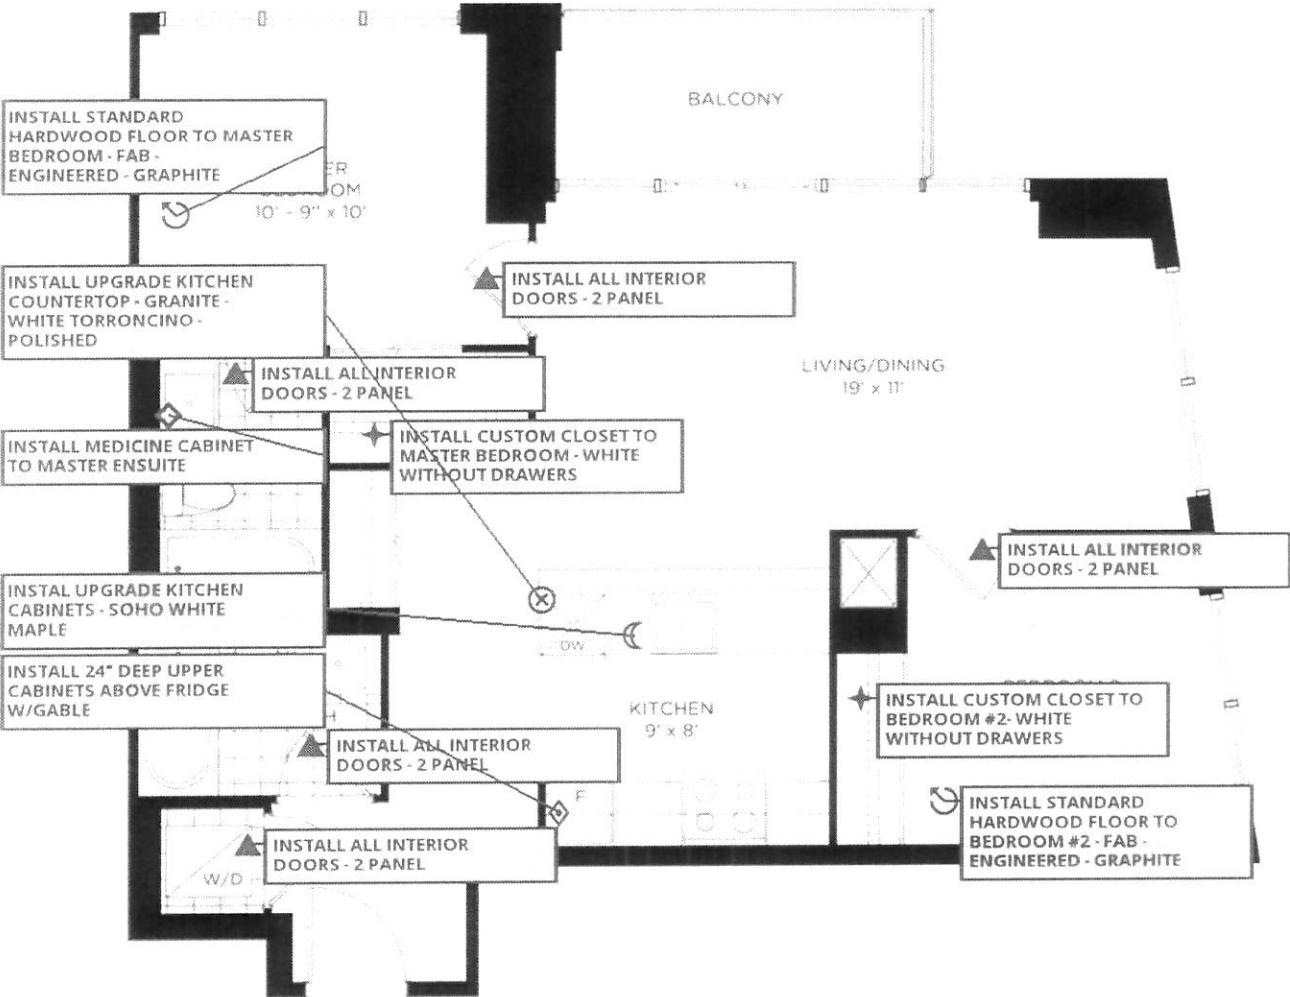 BALCONY
INSTALL STANDARD
HARDWOOD FLOOR TO MASTER
BEDROOM - FAB -
ENGINEERED - GRAPHITE
ER
OM
10' - 9" x 10'
INSTALL UPGRADE KITCHEN
COUNTERTOP - GRANITE -
WHITE TORRONCINO -
POLISHED
INSTALL ALL INTERIOR
DOORS - 2 PANEL
LIVING/DINING
19' x 11'
INSTALL ALL INTERIOR
DOORS - 2 PANEL
INSTALL MEDICINE CABINET
TO MASTER ENSUITE
INSTALL CUSTOM CLOSET TO
MASTER BEDROOM - WHITE
WITHOUT DRAWERS
INSTALL ALL INTERIOR
DOORS - 2 PANEL
INSTAL UPGRADE KITCHEN
CABINETS - SOHO WHITE
MAPLE
DW
INSTALL 24" DEEP UPPER
CABINETS ABOVE FRIDGE
W/GABLE
KITCHEN
9' x 8'
INSTALL CUSTOM CLOSET TO
BEDROOM #2- WHITE
WITHOUT DRAWERS
INSTALL ALL INTERIOR
DOORS - 2 PANEL
F
INSTALL STANDARD
HARDWOOD FLOOR TO
BEDROOM #2 - FAB -
ENGINEERED - GRAPHITE
INSTALL ALL INTERIOR
DOORS - 2 PANEL
W/D